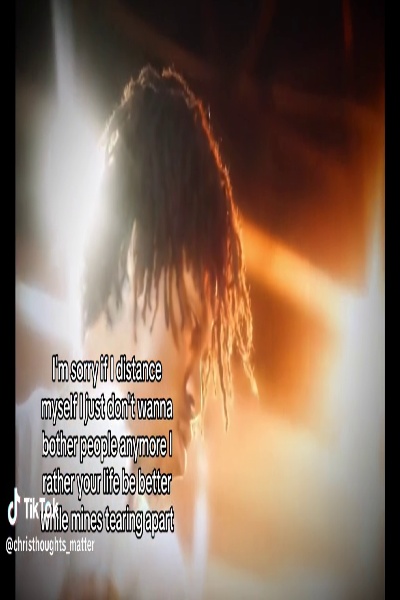 I'm sorry if I distance
myself I just don't wanna
bother people anymore I
rather your life be better
while mines tearing apart
TikTok
@christhoughts_matter